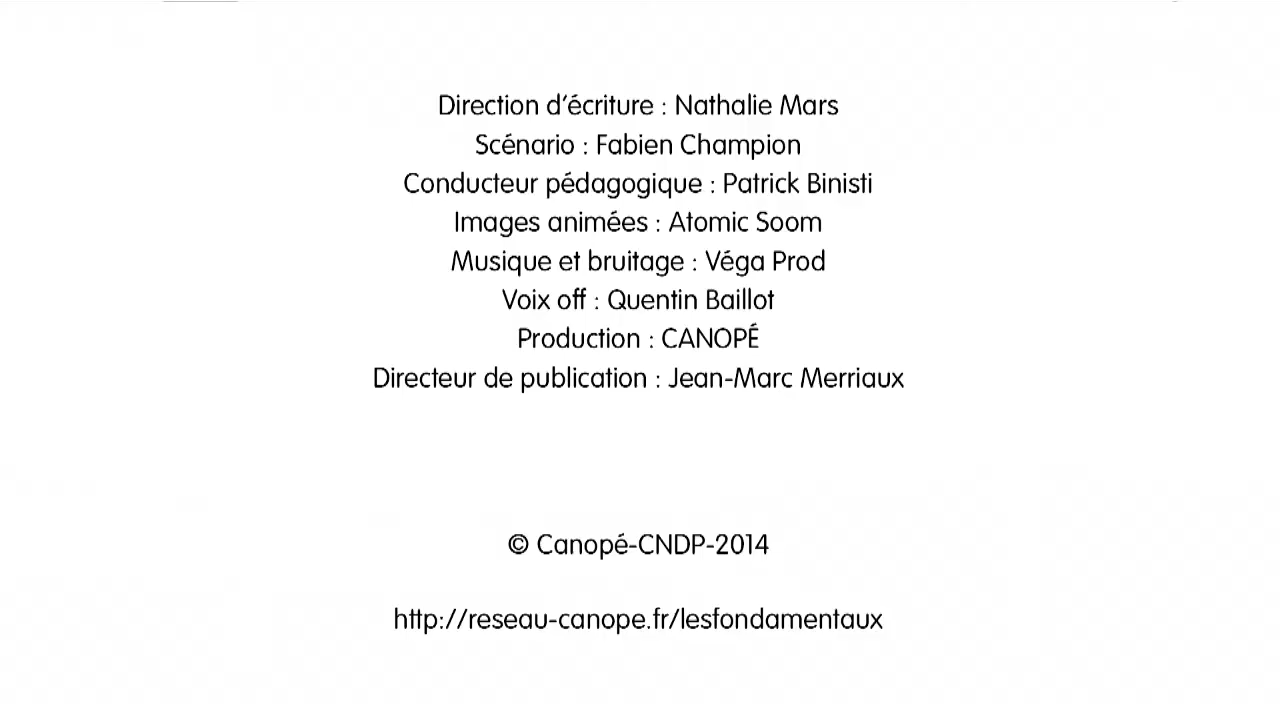 Direction d’écriture : Nathalie Mars
Scénario : Fabien Champion
Conducteur pédagogique : Patrick Binisti
Images animées : Atomic Soom
Musique et bruitage : Véga Prod
Voix off : Quentin Baillot
Production : CANOPÉ
Directeur de publication : Jean-Marc Merriaux
© Canopé-CNDP-2014
http://reseau-canope.fr/lesfondamentaux